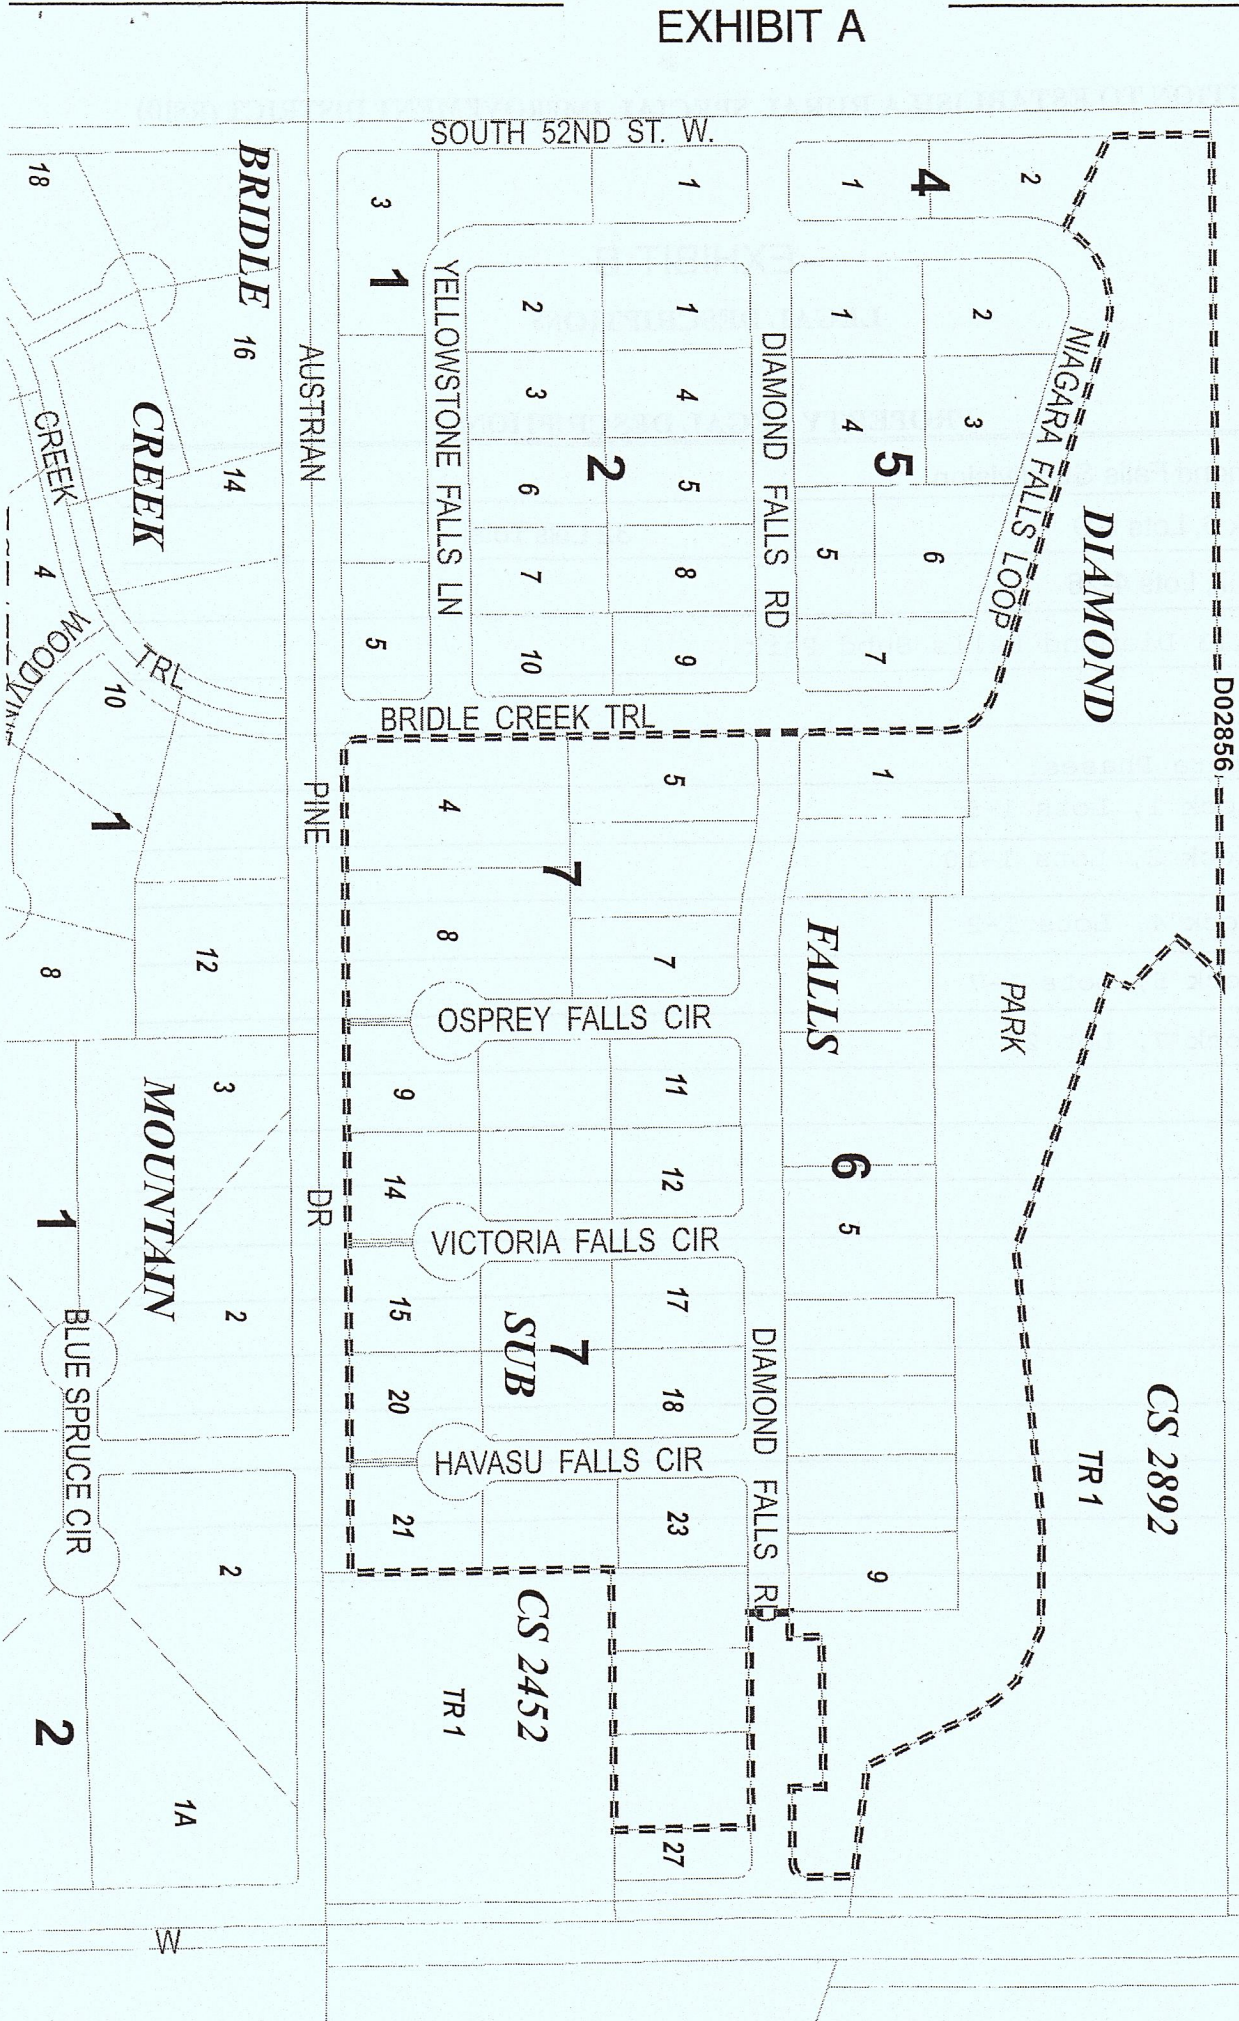 EXHIBIT A
SOUTH 52ND ST. W.
D02856
BRIDLE
CREEK
18
16
14
CREEK
TRL
4
WOODVINE
10
1
12
8
AUSTRIAN
PINE
DR
3
1
5
YELLOWSTONE FALLS LN
1
1
4
2
2
1
2
3
4
2
6
5
7
8
10
9
DIAMOND FALLS RD
1
2
4
3
5
5
6
7
NIAGARA FALLS LOOP
DIAMOND
BRIDLE CREEK TRL
1
5
4
7
8
7
FALLS
PARK
OSPREY FALLS CIR
9
11
14
12
6
5
VICTORIA FALLS CIR
15
17
7
SUB
20
18
DIAMOND FALLS RD
HAVASU FALLS CIR
21
23
9
27
CS 2892
TR 1
CS 2452
TR 1
MOUNTAIN
3
1
2
BLUE SPRUCE CIR
2
2
1A
W